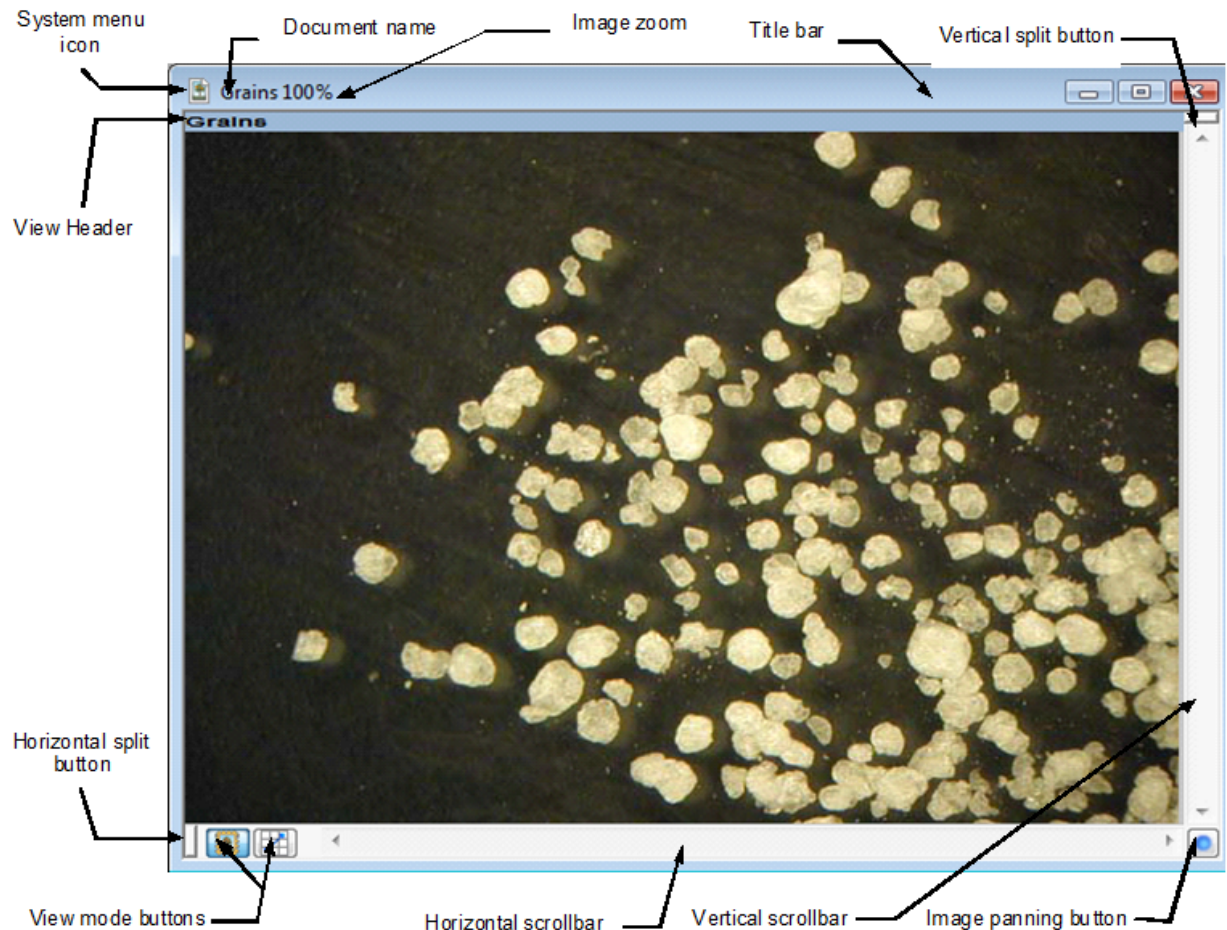 System menu
icon
Document name
Image zoom
Title bar
Vertical split button
Grains 100%
Grains
View Header
Horizontal split
button
View mode buttons
Horizontal scrollbar
Vertical scrollbar
Image panning button